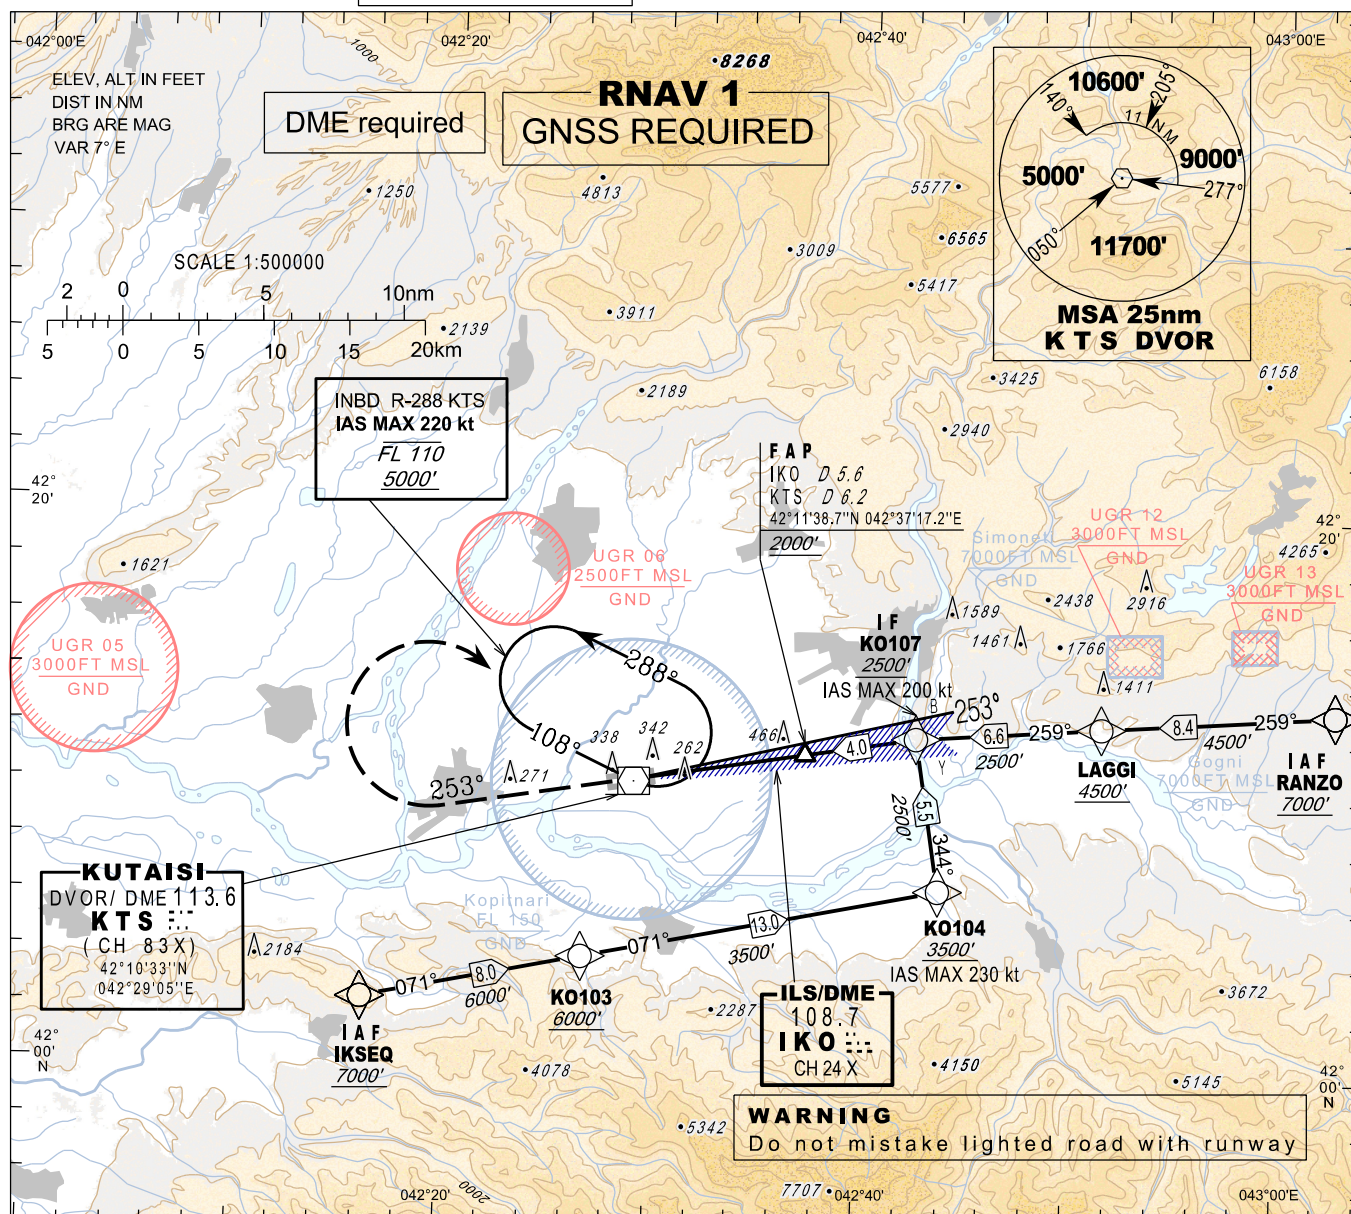 042°00'E
042°20'
042°40'
043°00'E
ELEV, ALT IN FEET
DIST IN NM
BRG ARE MAG
VAR 7° E
DME required
RNAV 1
GNSS REQUIRED
1000
8268
1250
4813
5577
6565
3009
5417
3911
2139
2189
3425
6158
2940
10600'
140°
205°
11 NM
5000'
9000'
277°
050°
11700'
MSA 25nm
KTS DVOR
SCALE 1:500000
2 0 5 10nm
5 0 5 10 15 20km
INBD R-288 KTS
IAS MAX 220 kt
FL 110
5000'
42°
20'
FAP
IKO D 5.6
KTS D 6.2
42°11'38.7"N 042°37'17.2"E
2000'
Simoneti
7000FT MSL
GND
UGR 12
3000FT MSL
GND
42°
20'
4265
UGR 13
3000FT MSL
GND
UGR 06
2500FT MSL
GND
1621
UGR 05
3000FT MSL
GND
1589
2438
2916
1461
1766
1411
IF
KO107
2500'
IAS MAX 200 kt
288°
108°
253°
338
342
262
466
271
B
253°
Y
4.0
6.6
259°
2500'
8.4
259°
4500'
LAGGI
4500'
Gogni
7000FT MSL
GND
IAF
RANZO
7000'
5.5
2500'
344°
KUTAISI
DVOR/ DME 113.6
KTS
(CH 83X)
42°10'33"N
042°29'05"E
2184
Kopitnari
FL 150
GND
071°
8.0
6000'
KO103
6000'
071°
13.0
3500'
KO104
3500'
IAS MAX 230 kt
IAF
IKSEQ
7000'
ILS/DME
108.7
IKO
CH 24 X
2287
3672
4078
4150
5145
5342
7707
42°
00'
N
42°
00'
N
WARNING
Do not mistake lighted road with runway
2000
042°20'
042°40'
043°00'E